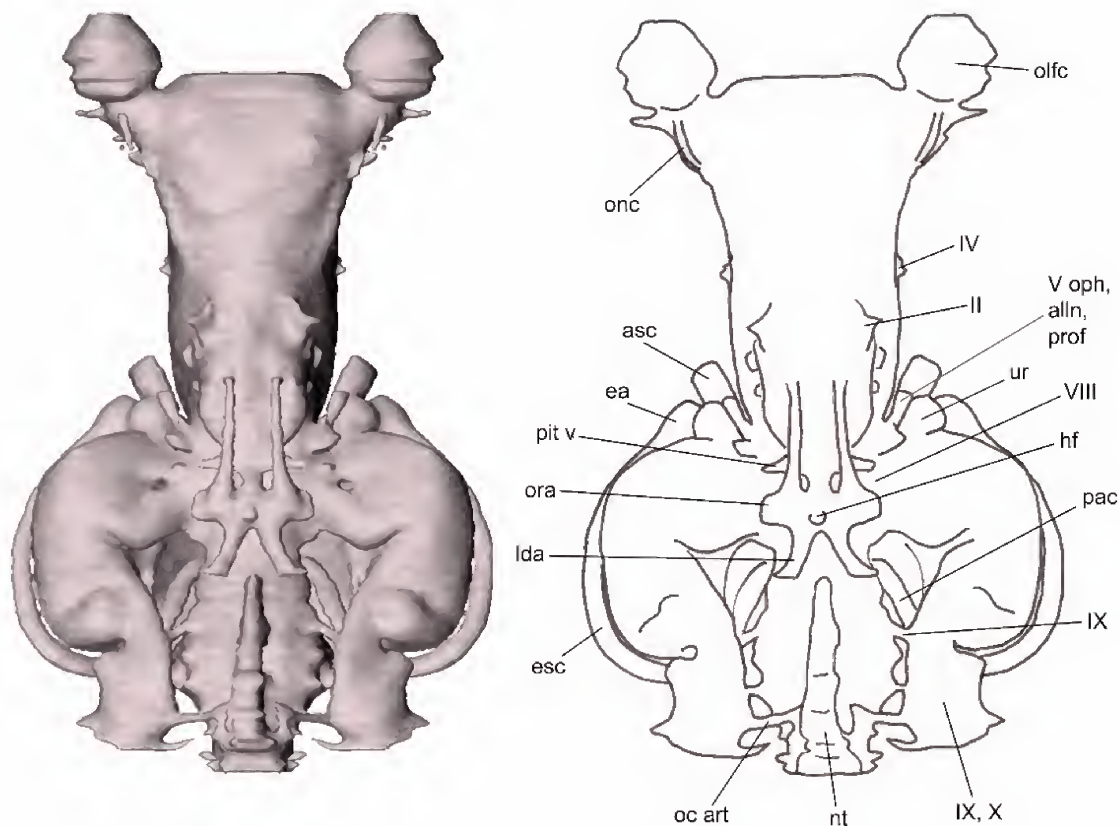 olfc
onc
IV
II
V oph,
alln,
prof
asc
ur
ea
VIII
pit v
hf
ora
pac
lda
IX
esc
oc art
nt
IX, X